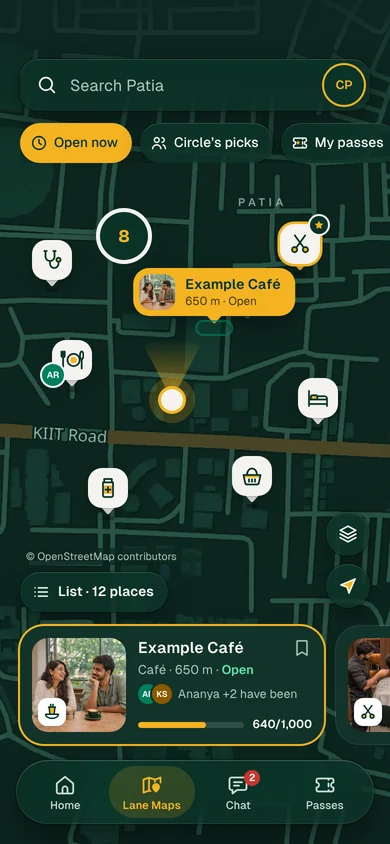 Search Patia
CP
Open now
Circle's picks
My passes
PATIA
8
Example Café
650 m · Open
AR
KIIT Road
© OpenStreetMap contributors
List · 12 places
Example Café
Café · 650 m · Open
KS
Ananya +2 have been
640/1,000
2
Home
Lane Maps
Chat
Passes